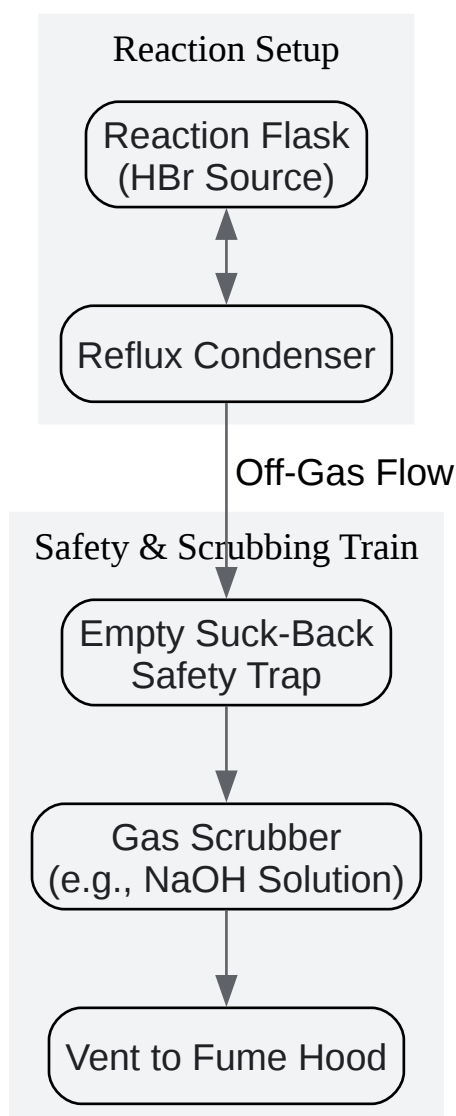 Reaction Setup
Reaction Flask
(HBr Source)
Reflux Condenser
Off-Gas Flow
Safety & Scrubbing Train
Empty Suck-Back
Safety Trap
Gas Scrubber
(e.g., NaOH Solution)
Vent to Fume Hood